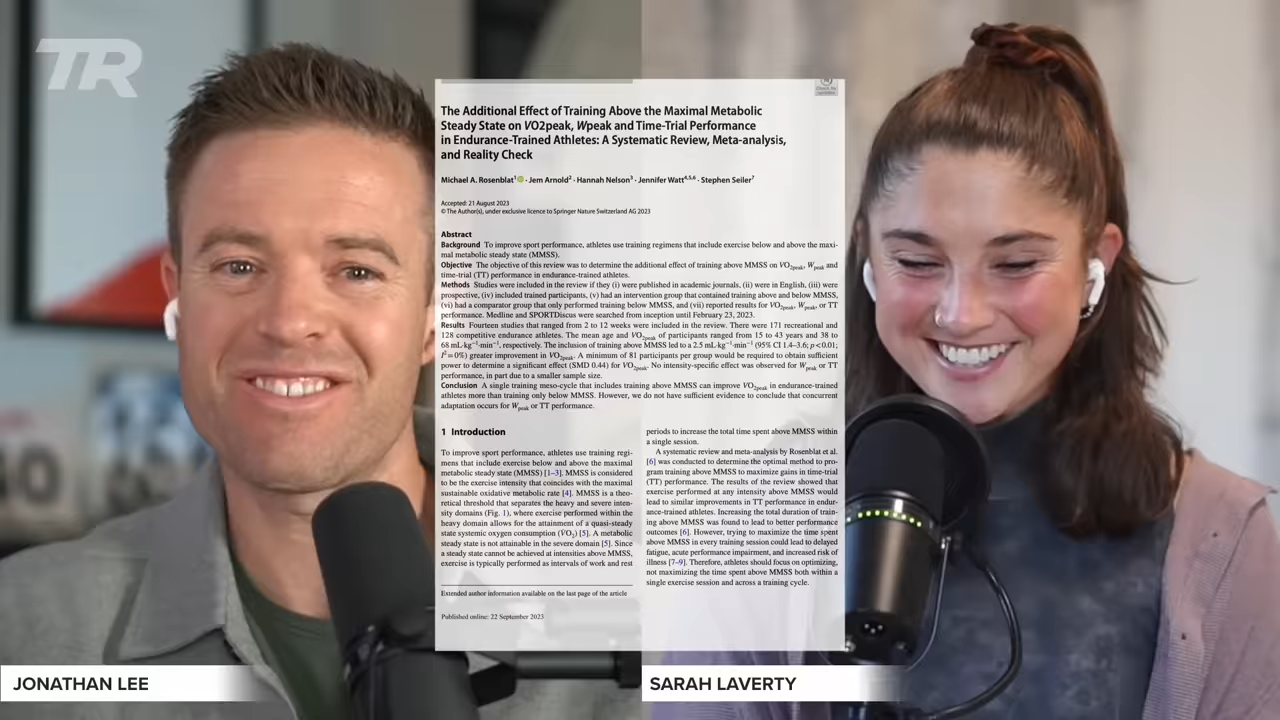 TR
The Additional Effect of Training Above the Maximal Metabolic
Steady State on VO2peak, Wpeak and Time-Trial Performance
in Endurance-Trained Athletes: A Systematic Review, Meta-analysis,
and Reality Check
Michael A. Rosenblat¹ · Jem Arnold² · Hannah Nelson³ · Jennifer Watt⁴,⁵,⁶ · Stephen Seiler⁷
Accepted: 21 August 2023
© The Author(s), under exclusive licence to Springer Nature Switzerland AG 2023
Abstract
Background To improve sport performance, athletes use training regimens that include exercise below and above the maxi-
mal metabolic steady state (MMSS).
Objective The objective of this review was to determine the additional effect of training above MMSS on V̇O2peak, Wpeak and
time-trial (TT) performance in endurance-trained athletes.
Methods Studies were included in the review if they (i) were published in academic journals, (ii) were in English, (iii) were
prospective, (iv) included trained participants, (v) had an intervention group that contained training above and below MMSS,
(vi) had a comparator group that only performed training below MMSS, and (vii) reported results for V̇O2peak, Wpeak, or TT
performance. Medline and SPORTDiscus were searched from inception until February 23, 2023.
Results Fourteen studies that ranged from 2 to 12 weeks were included in the review. There were 171 recreational and
128 competitive endurance athletes. The mean age and V̇O2peak of participants ranged from 15 to 43 years and 38 to
68 mL·kg⁻¹·min⁻¹, respectively. The inclusion of training above MMSS led to a 2.5 mL·kg⁻¹·min⁻¹ (95% CI 1.4–3.6; p < 0.01;
I² = 0%) greater improvement in V̇O2peak. A minimum of 81 participants per group would be required to obtain sufficient
power to determine a significant effect (SMD 0.44) for V̇O2peak. No intensity-specific effect was observed for Wpeak or TT
performance, in part due to a smaller sample size.
Conclusion A single training meso-cycle that includes training above MMSS can improve V̇O2peak in endurance-trained
athletes more than training only below MMSS. However, we do not have sufficient evidence to conclude that concurrent
adaptation occurs for Wpeak or TT performance.
1 Introduction
To improve sport performance, athletes use training regi-
mens that include exercise below and above the maximal
metabolic steady state (MMSS) [1–3]. MMSS is considered
to be the exercise intensity that coincides with the maximal
sustainable oxidative metabolic rate [4]. MMSS is a theo-
retical threshold that separates the heavy and severe inten-
sity domains (Fig. 1), where exercise performed within the
heavy domain allows for the attainment of a quasi-steady
state systemic oxygen consumption (V̇O2) [5]. A metabolic
steady state is not attainable in the severe domain [5]. Since
a steady state cannot be achieved at intensities above MMSS,
exercise is typically performed as intervals of work and rest
periods to increase the total time spent above MMSS within
a single session.
A systematic review and meta-analysis by Rosenblat et al.
[6] was conducted to determine the optimal method to pro-
gram training above MMSS to maximize gains in time-trial
(TT) performance. The results of the review showed that
exercise performed at any intensity above MMSS would
lead to similar improvements in TT performance in endur-
ance-trained athletes. Increasing the total duration of train-
ing above MMSS was found to lead to better performance
outcomes [6]. However, trying to maximize the time spent
above MMSS in every training session could lead to delayed
fatigue, acute performance impairment, and increased risk of
illness [7–9]. Therefore, athletes should focus on optimizing,
not maximizing the time spent above MMSS both within a
single exercise session and across a training cycle.
Extended author information available on the last page of the article
Published online: 22 September 2023
JONATHAN LEE
SARAH LAVERTY